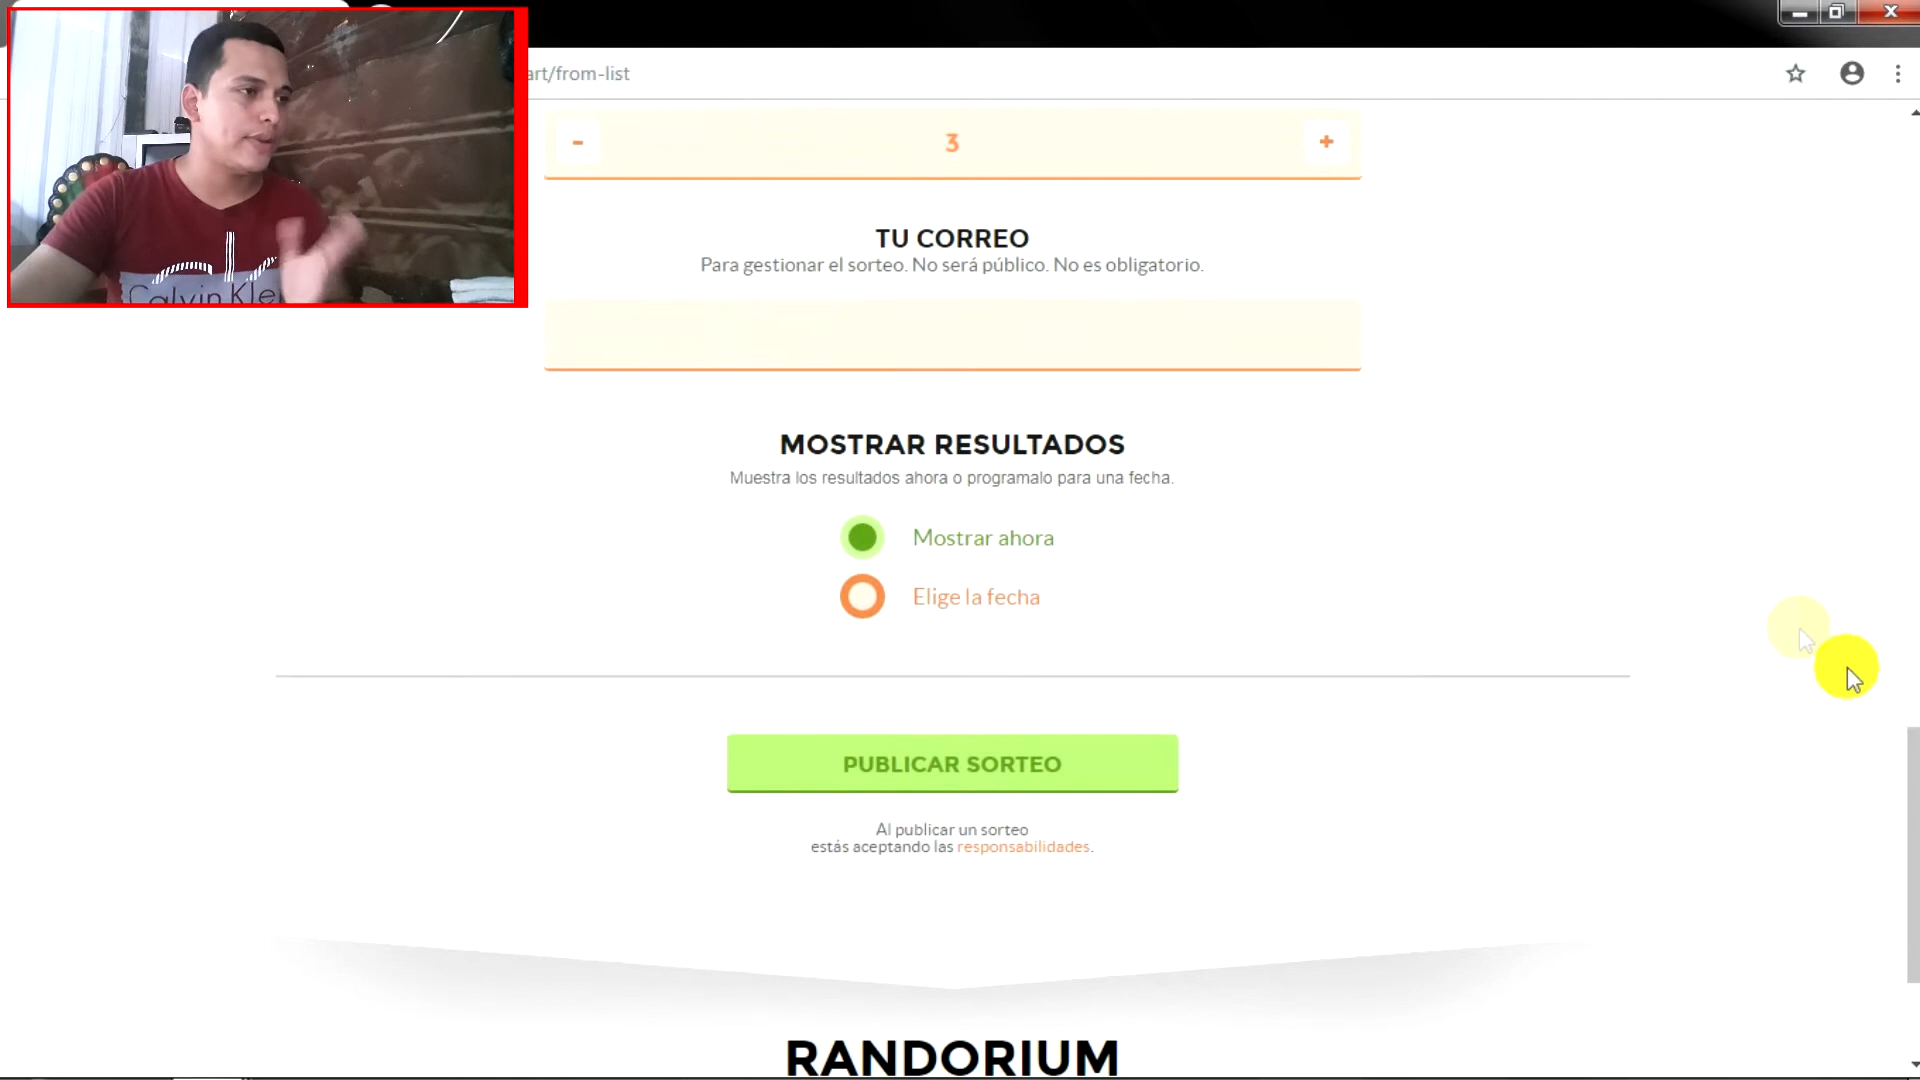 art/from-list
-
3
+
TU CORREO
Para gestionar el sorteo. No será público. No es obligatorio.
Calvin Kle
MOSTRAR RESULTADOS
Muestra los resultados ahora o programalo para una fecha.
Mostrar ahora
Elige la fecha
PUBLICAR SORTEO
Al publicar un sorteo
estás aceptando las responsabilidades.
RANDORIUM